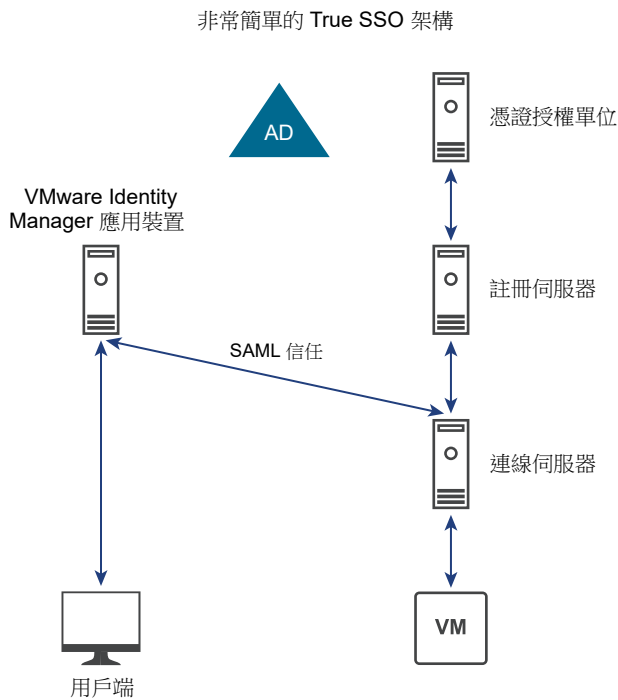 非常簡單的 True SSO 架構
AD
憑證授權單位
VMware Identity
Manager 應用裝置
註冊伺服器
SAML 信任
連線伺服器
VM
用戶端